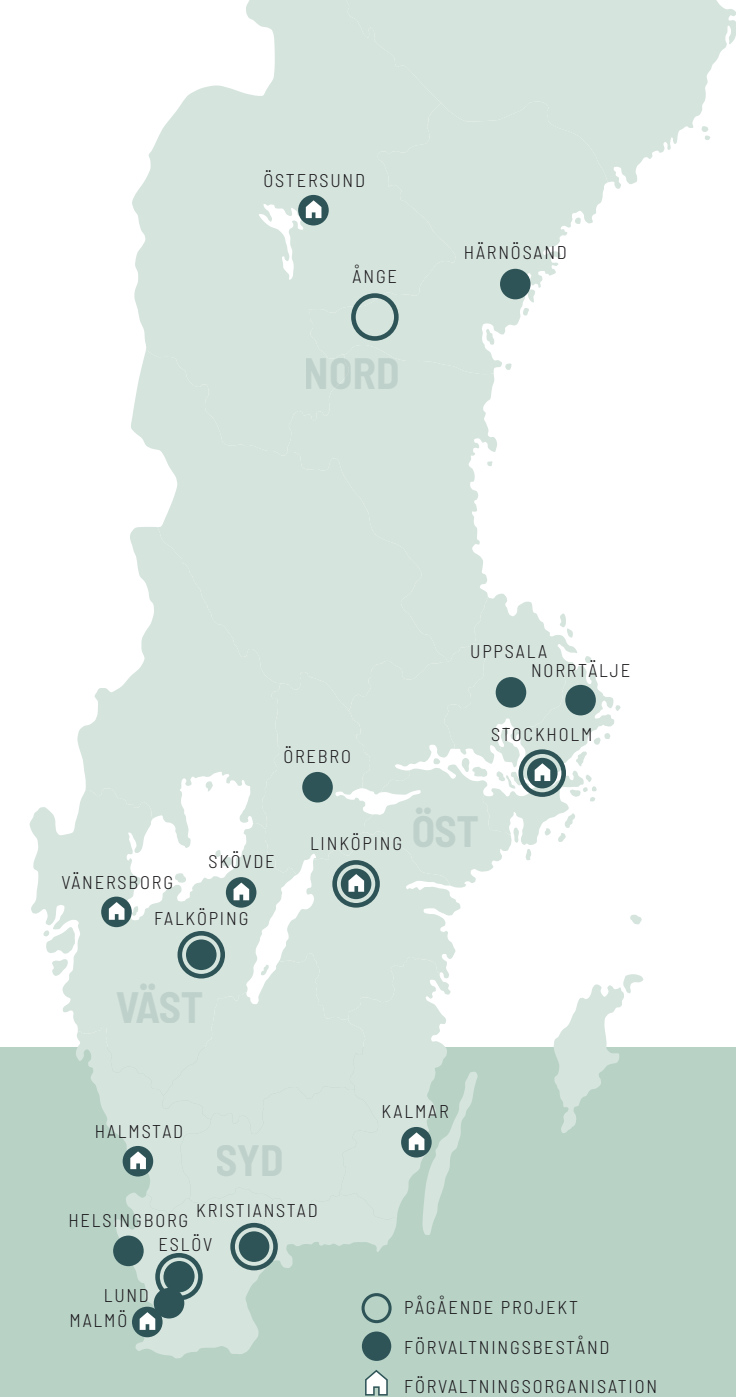 ÖSTERSUND
HÄRNÖSAND
ÅNGE
NORD
UPPSALA
NORRTÄLJE
STOCKHOLM
ÖREBRO
ÖST
LINKÖPING
SKÖVDE
VÄNERSBORG
FALKÖPING
VÄST
KALMAR
HALMSTAD
SYD
KRISTIANSTAD
HELSINGBORG
ESLÖV
LUND
MALMÖ
PÅGÅENDE PROJEKT
FÖRVALTNINGSBESTÅND
FÖRVALTNINGSORGANISATION